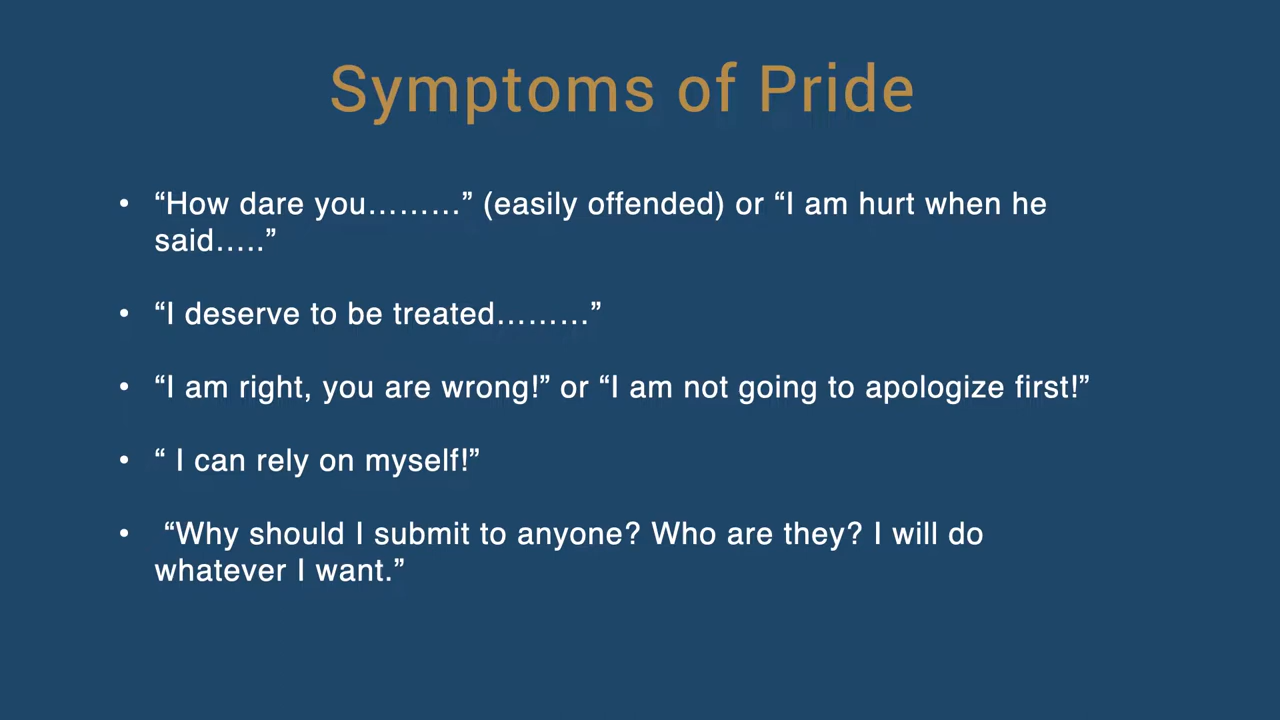 Symptoms of Pride
• “How dare you………” (easily offended) or “I am hurt when he
said…..”
• “I deserve to be treated………”
• “I am right, you are wrong!” or “I am not going to apologize first!”
• “ I can rely on myself!”
• “Why should I submit to anyone? Who are they? I will do
whatever I want.”